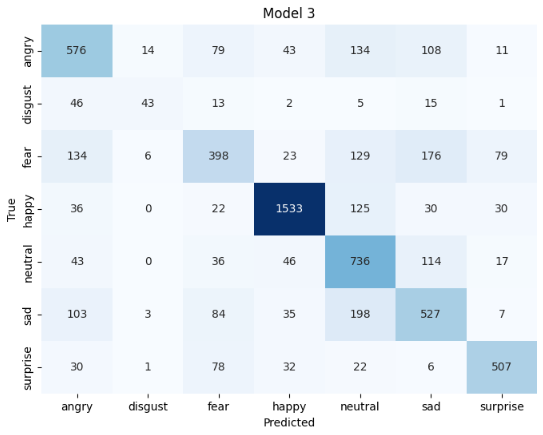 Model 3
True
angry 576 14 79 43 134 108 11
disgust 46 43 13 2 5 15 1
fear 134 6 398 23 129 176 79
happy 36 0 22 1533 125 30 30
neutral 43 0 36 46 736 114 17
sad 103 3 84 35 198 527 7
surprise 30 1 78 32 22 6 507
angry disgust fear happy neutral sad surprise
Predicted